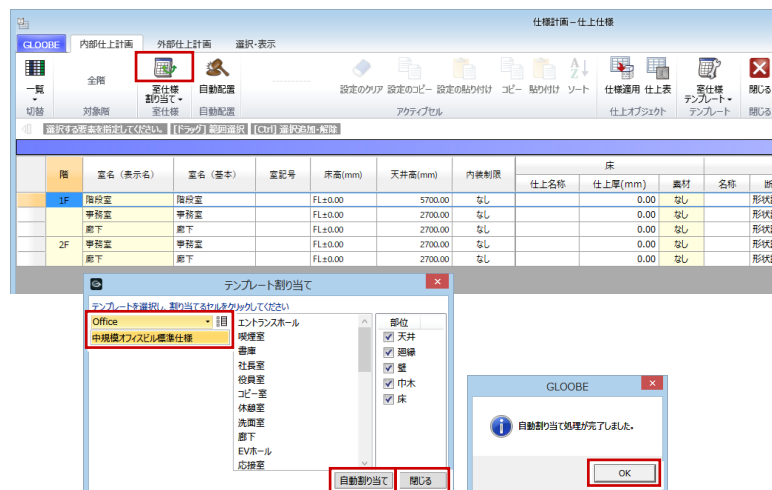 仕様計画-仕上仕様
GLOOBE 内部仕上計画 外部仕上計画 選択・表示
一覧 全階 室仕様割り当て 自動配置 設定のクリア 設定のコピー 設定の貼り付け コピー 貼り付け ソート 仕様適用 仕上表 室仕様テンプレート 閉じる
切替 対象階 室仕様 自動配置 アクティブセル 仕上オブジェクト テンプレート 閉じる
選択する要素を指定してください。 [ドラッグ] 範囲選択 [Ctrl] 選択追加・解除
床
階 室名（表示名） 室名（基本） 室記号 床高(mm) 天井高(mm) 内装制限 仕上名称 仕上厚(mm) 素材 名称
1F 階段室 階段室 FL±0.00 5700.00 なし 0.00 なし 形状
事務室 事務室 FL±0.00 2700.00 なし 0.00 なし 形状
廊下 廊下 FL±0.00 2700.00 なし 0.00 なし 形状
2F 事務室 事務室 FL±0.00 2700.00 なし 0.00 なし 形状
廊下 廊下 FL±0.00 2700.00 なし 0.00 なし 形状
テンプレート割り当て
テンプレートを選択し、割り当てるセルをクリックしてください
Office
中規模オフィスビル標準仕様
エントランスホール
喫煙室
書庫
社長室
役員室
コピー室
休憩室
洗面室
廊下
EVホール
応接室
部位
天井
廻縁
壁
巾木
床
自動割り当て 閉じる
GLOOBE
自動割り当て処理が完了しました。
OK